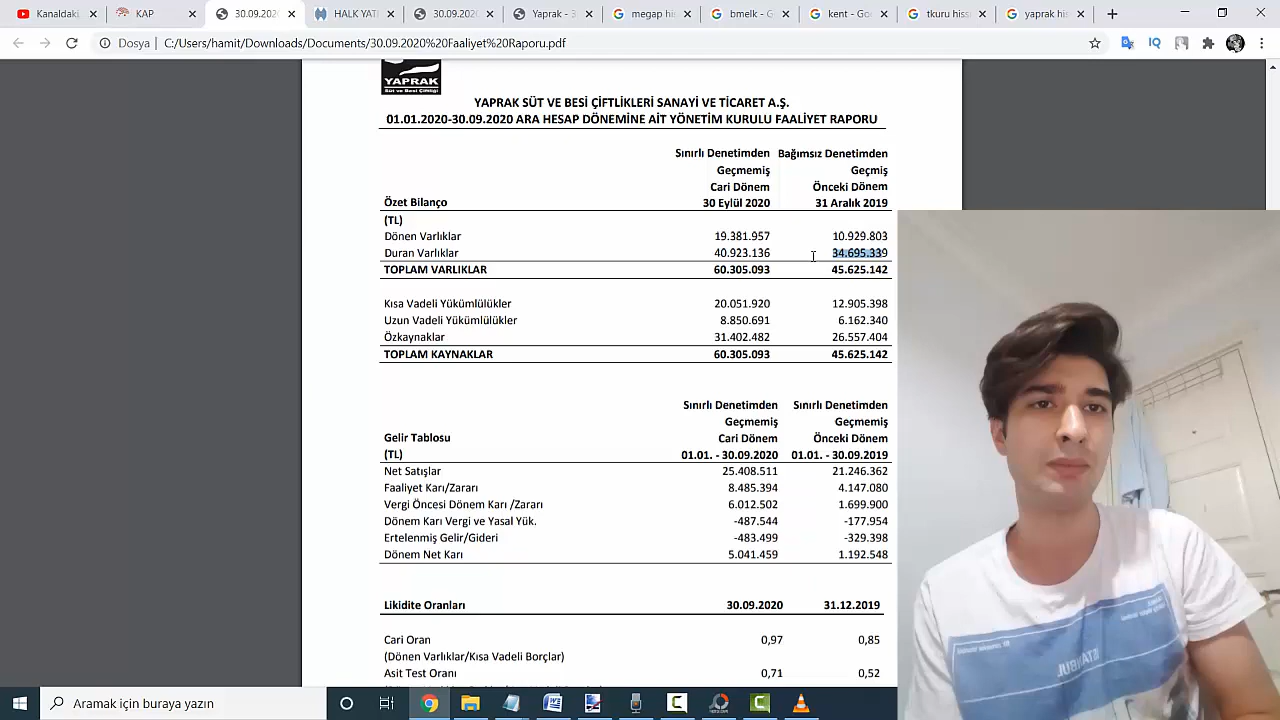 Kanaldakı
KAP
30.09.202
HALK YATI
30.09.202
Yaprak - 3
megap his
bmelk - G
kent - Goo
tkuru hiss
yaprak his
Dosya | C:/Users/hamit/Downloads/Documents/30.09.2020%20Faaliyet%20Raporu.pdf
YAPRAK
Süt ve Besi Çiftliği
YAPRAK SÜT VE BESİ ÇİFTLİKLERİ SANAYİ VE TİCARET A.Ş.
01.01.2020-30.09.2020 ARA HESAP DÖNEMİNE AİT YÖNETİM KURULU FAALİYET RAPORU
Sınırlı Denetimden Bağımsız Denetimden
Geçmemiş Geçmiş
Cari Dönem Önceki Dönem
Özet Bilanço 30 Eylül 2020 31 Aralık 2019
(TL)
Dönen Varlıklar 19.381.957 10.929.803
Duran Varlıklar 40.923.136 34.695.339
TOPLAM VARLIKLAR 60.305.093 45.625.142
Kısa Vadeli Yükümlülükler 20.051.920 12.905.398
Uzun Vadeli Yükümlülükler 8.850.691 6.162.340
Özkaynaklar 31.402.482 26.557.404
TOPLAM KAYNAKLAR 60.305.093 45.625.142
Sınırlı Denetimden Sınırlı Denetimden
Geçmemiş Geçmemiş
Gelir Tablosu Cari Dönem Önceki Dönem
(TL) 01.01. - 30.09.2020 01.01. - 30.09.2019
Net Satışlar 25.408.511 21.246.362
Faaliyet Karı/Zararı 8.485.394 4.147.080
Vergi Öncesi Dönem Karı /Zararı 6.012.502 1.699.900
Dönem Karı Vergi ve Yasal Yük. -487.544 -177.954
Ertelenmiş Gelir/Gideri -483.499 -329.398
Dönem Net Karı 5.041.459 1.192.548
Likidite Oranları 30.09.2020 31.12.2019
Cari Oran 0,97 0,85
(Dönen Varlıklar/Kısa Vadeli Borçlar)
Asit Test Oranı 0,71 0,52
Aramak için buraya yazın